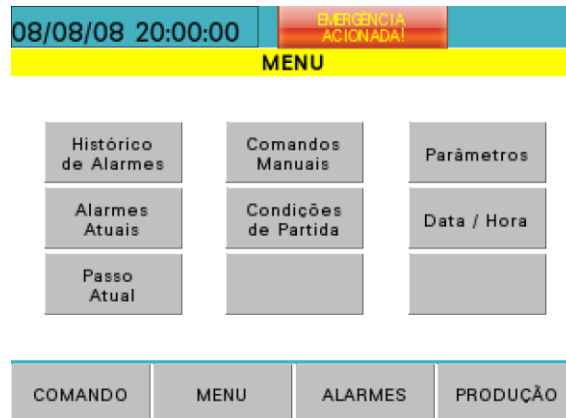 08/08/08 20:00:00
EMERGÊNCIA
ACIONADA!
MENU
Histórico
de Alarmes
Comandos
Manuais
Parâmetros
Alarmes
Atuais
Condições
de Partida
Data / Hora
Passo
Atual
COMANDO
MENU
ALARMES
PRODUÇÃO